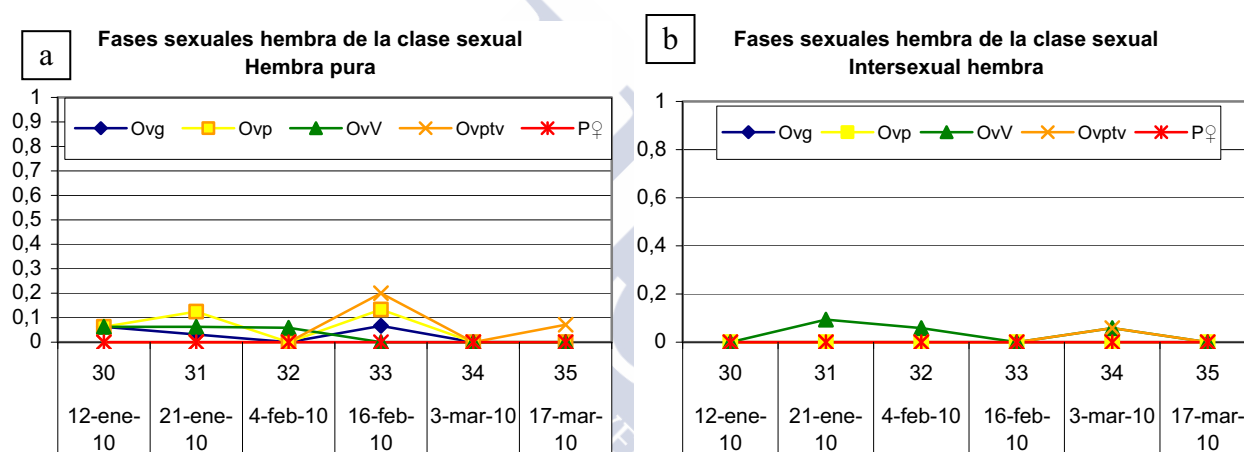 a
Fases sexuales hembra de la clase sexual
Hembra pura
Ovg Ovp OvV Ovptv P♀
1
0,9
0,8
0,7
0,6
0,5
0,4
0,3
0,2
0,1
0
30 31 32 33 34 35
12-ene-10 21-ene-10 4-feb-10 16-feb-10 3-mar-10 17-mar-10
b
Fases sexuales hembra de la clase sexual
Intersexual hembra
Ovg Ovp OvV Ovptv P♀
1
0,8
0,6
0,4
0,2
0
30 31 32 33 34 35
12-ene-10 21-ene-10 4-feb-10 16-feb-10 3-mar-10 17-mar-10